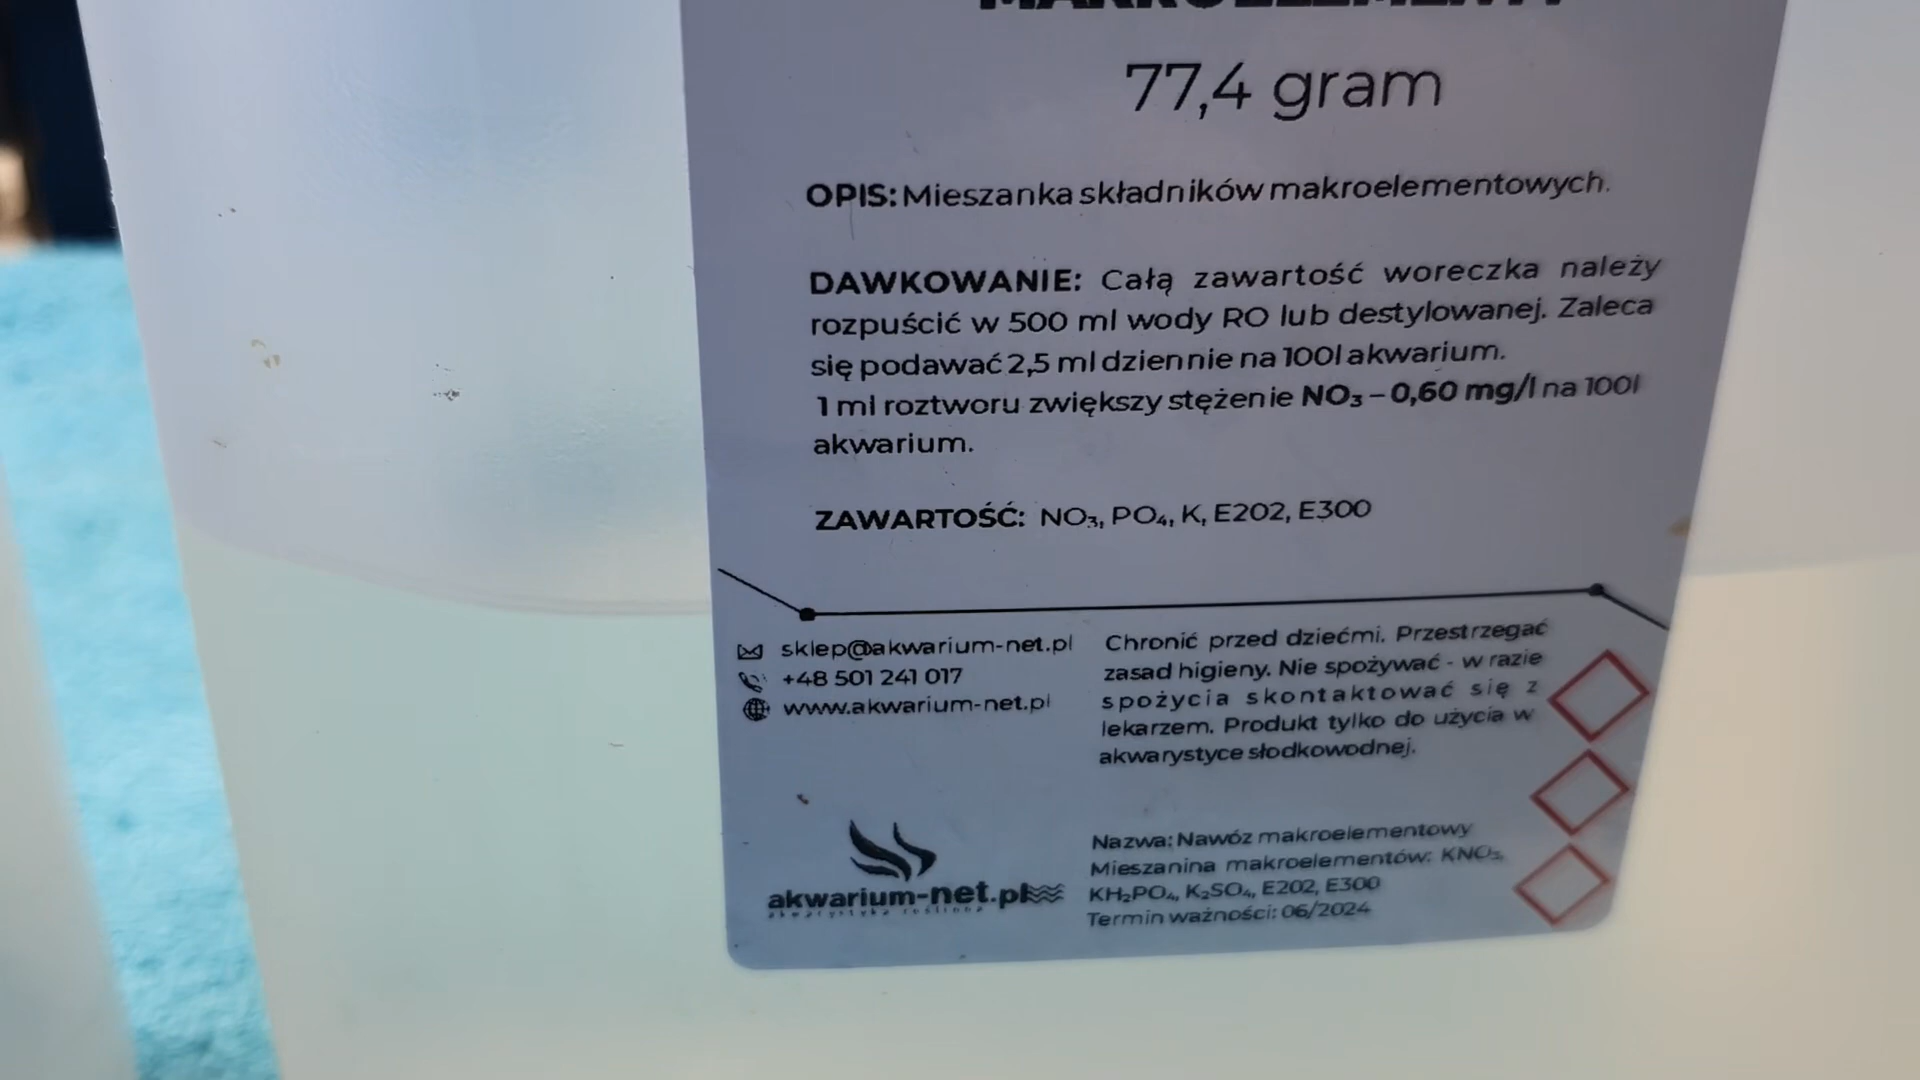 MAKROELEMENTY
77,4 gram
OPIS: Mieszanka składników makroelementowych.
DAWKOWANIE: Całą zawartość woreczka należy
rozpuścić w 500 ml wody RO lub destylowanej. Zaleca
się podawać 2,5 ml dziennie na 100l akwarium.
1 ml roztworu zwiększy stężenie NO₃ – 0,60 mg/l na 100l
akwarium.
ZAWARTOŚĆ: NO₃, PO₄, K, E202, E300
sklep@akwarium-net.pl
+48 501 241 017
www.akwarium-net.pl
Chronić przed dziećmi. Przestrzegać
zasad higieny. Nie spożywać - w razie
spożycia skontaktować się z
lekarzem. Produkt tylko do użycia w
akwarystyce słodkowodnej.
akwarium-net.pl
akwarystyka roślinna
Nazwa: Nawóz makroelementowy
Mieszanina makroelementów: KNO₃,
KH₂PO₄, K₂SO₄, E202, E300
Termin ważności: 06/2024